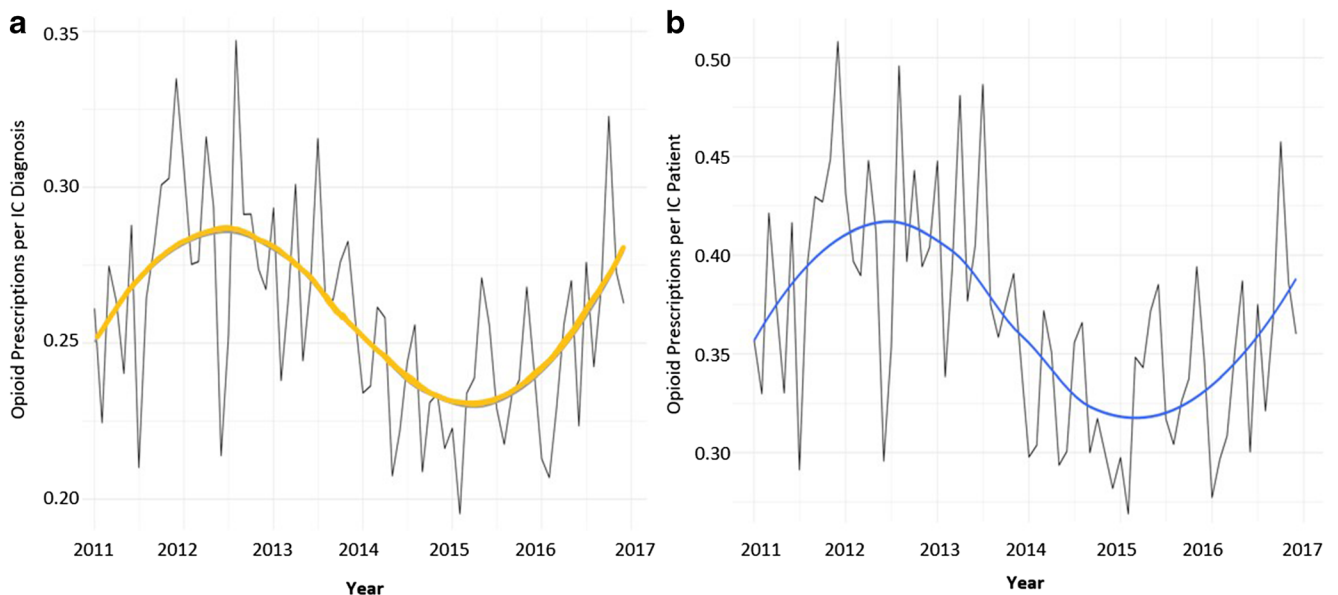 a
0.35
0.30
0.25
0.20
Opioid Prescriptions per IC Diagnosis
2011 2012 2013 2014 2015 2016 2017
Year
b
0.50
0.45
0.40
0.35
0.30
Opioid Prescriptions per IC Patient
2011 2012 2013 2014 2015 2016 2017
Year